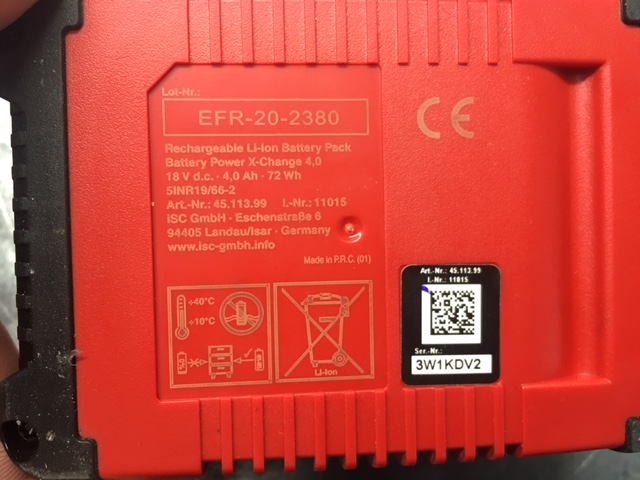 Lot-Nr.:
EFR-20-2380
Rechargeable Li-Ion Battery Pack
Battery Power X-Change 4,0
18 V d.c. · 4,0 Ah · 72 Wh
5INR19/66-2
Art.-Nr.: 45.113.99 I.-Nr.: 11015
ISC GmbH · Eschenstraße 6
94405 Landau/Isar · Germany
www.isc-gmbh.info
Made in P.R.C. (01)
CE
÷40°C
÷10°C
Li-Ion
Art.-Nr.: 45.113.99
I.-Nr.: 11015
Ser.-Nr.:
3W1KDV2